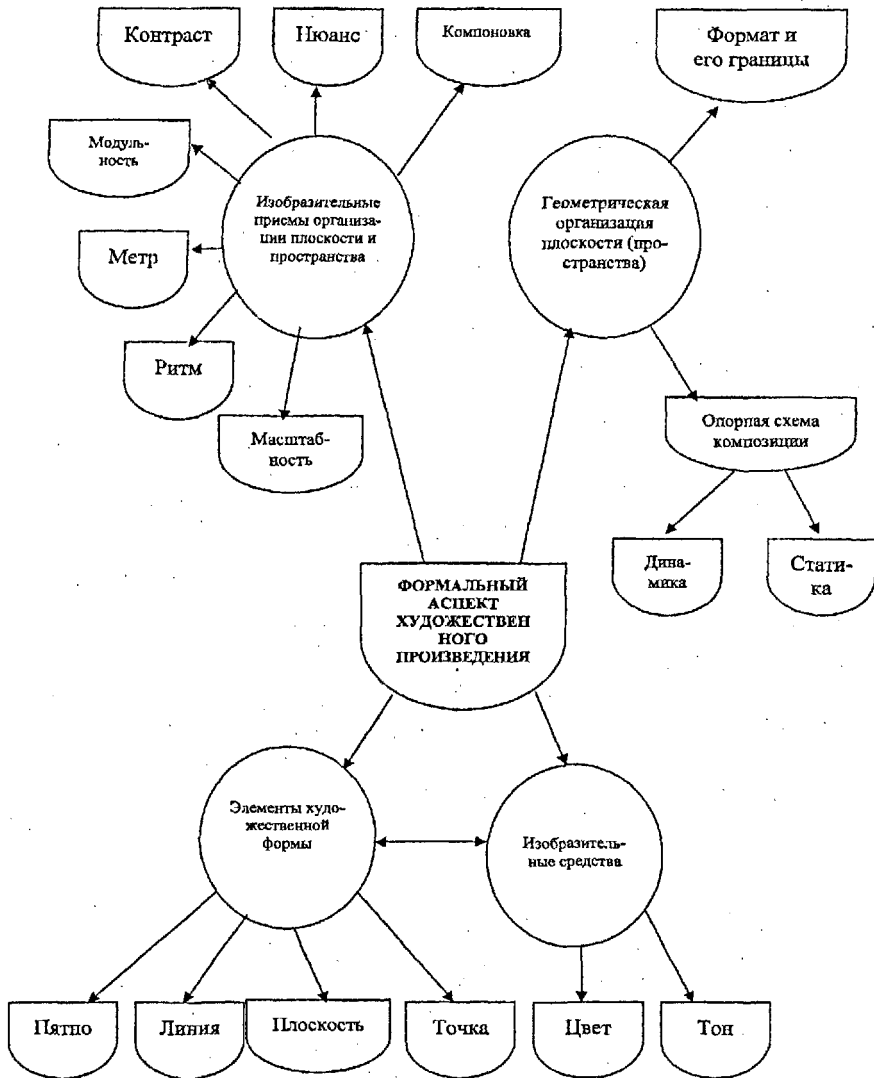 Контраст
Нюанс
Компоновка
Формат и
его границы
Модуль-
ность
Изобразительные
приемы организа-
ции плоскости и
пространства
Геометрическая
организация
плоскости (про-
странства)
Метр
Ритм
Масштаб-
ность
Опорная схема
композиции
Дина-
мика
Стати-
ка
ФОРМАЛЬНЫЙ
АСПЕКТ
ХУДОЖЕСТВЕН
НОГО
ПРОИЗВЕДЕНИЯ
Элементы худо-
жественной
формы
Изобразитель-
ные средства
Пятно
Линия
Плоскость
Точка
Цвет
Тон